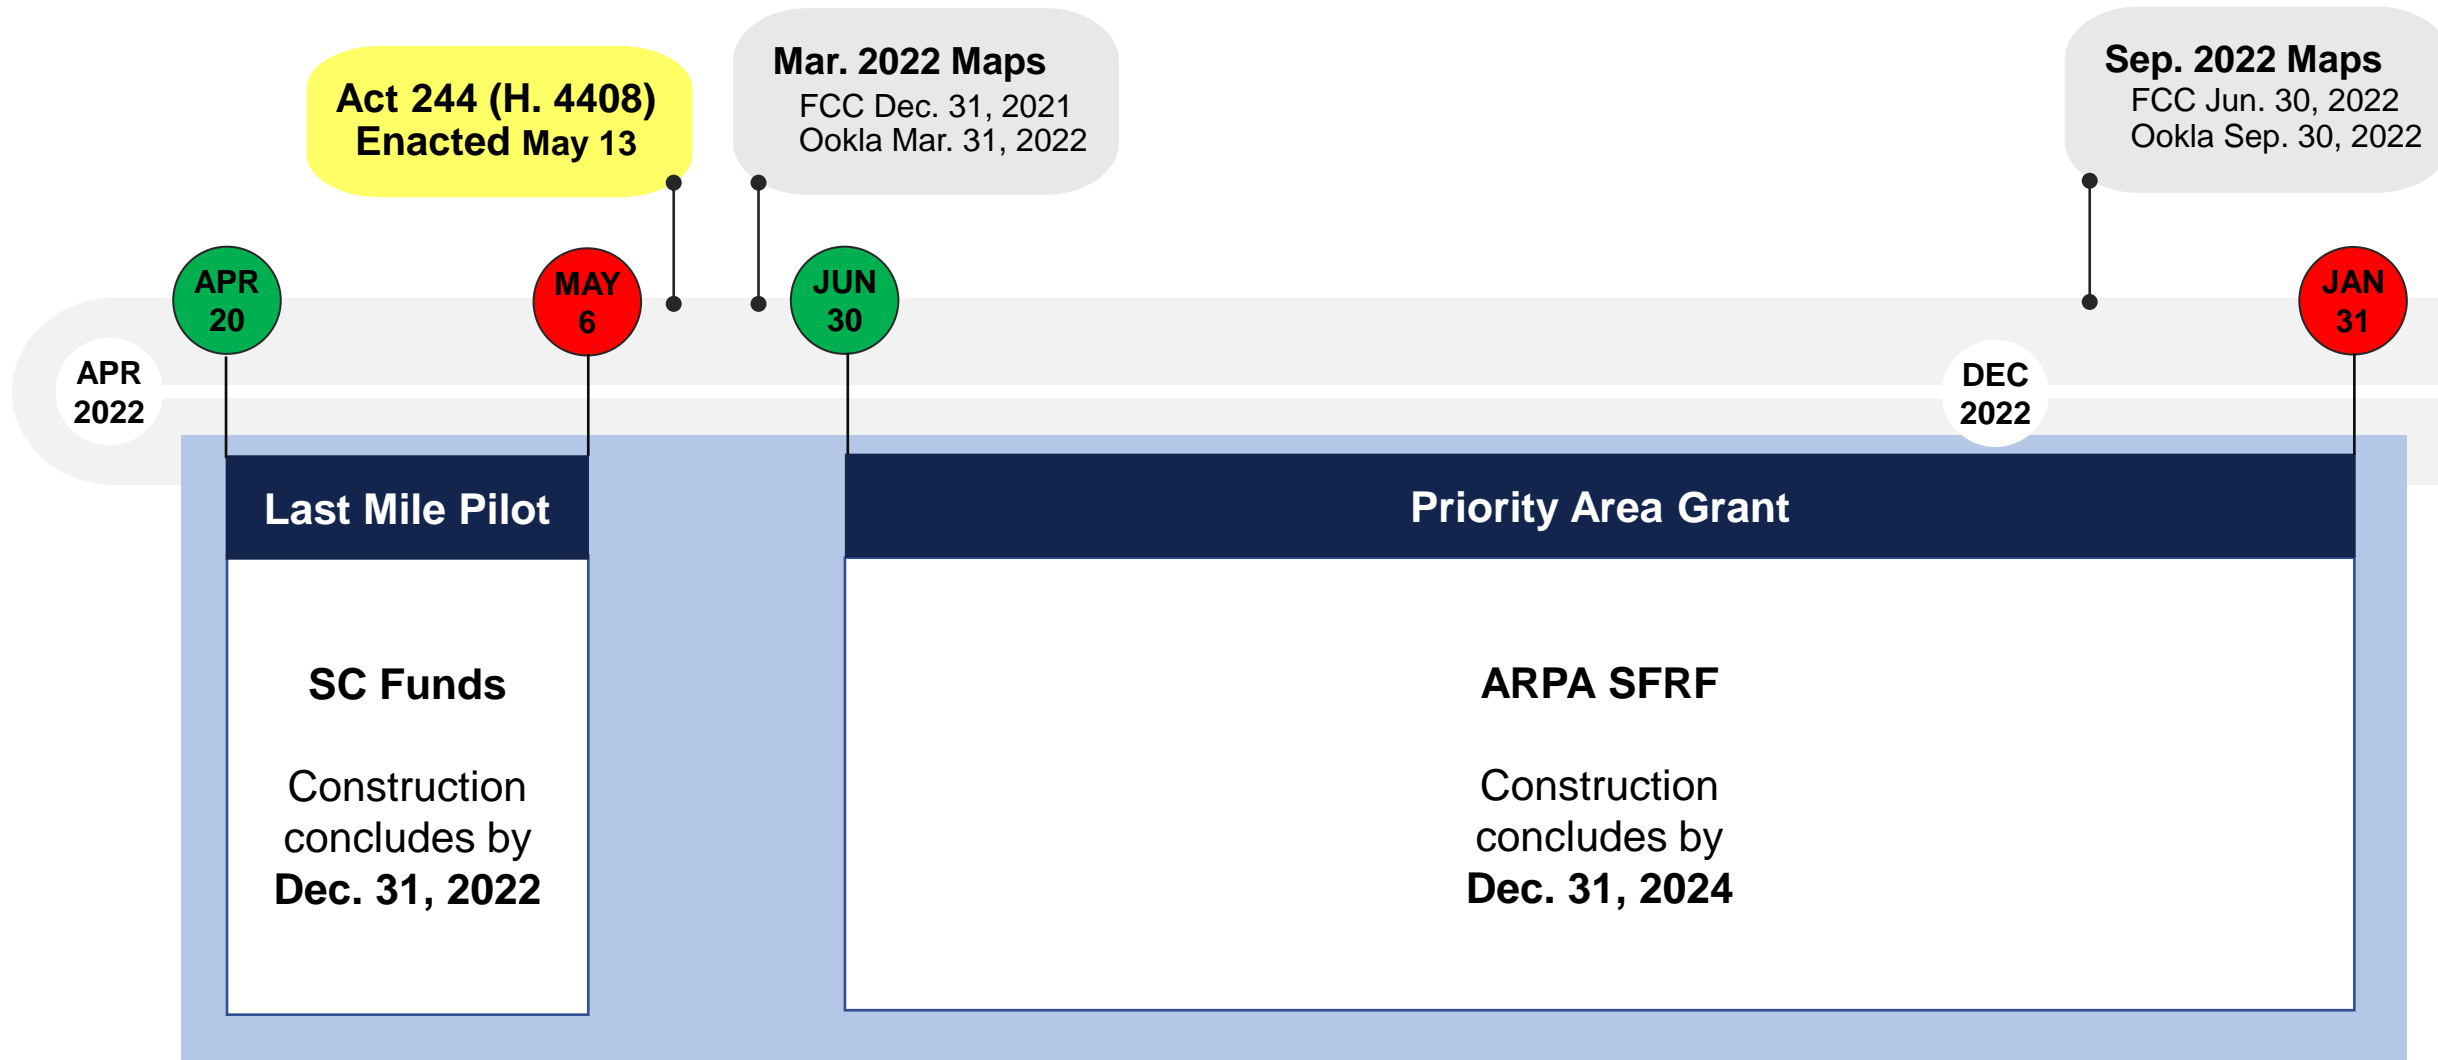 Act 244 (H. 4408)
Enacted May 13
Mar. 2022 Maps
FCC Dec. 31, 2021
Ookla Mar. 31, 2022
Sep. 2022 Maps
FCC Jun. 30, 2022
Ookla Sep. 30, 2022
APR
20
MAY
6
JUN
30
JAN
31
APR
2022
DEC
2022
Last Mile Pilot
SC Funds
Construction
concludes by
Dec. 31, 2022
Priority Area Grant
ARPA SFRF
Construction
concludes by
Dec. 31, 2024